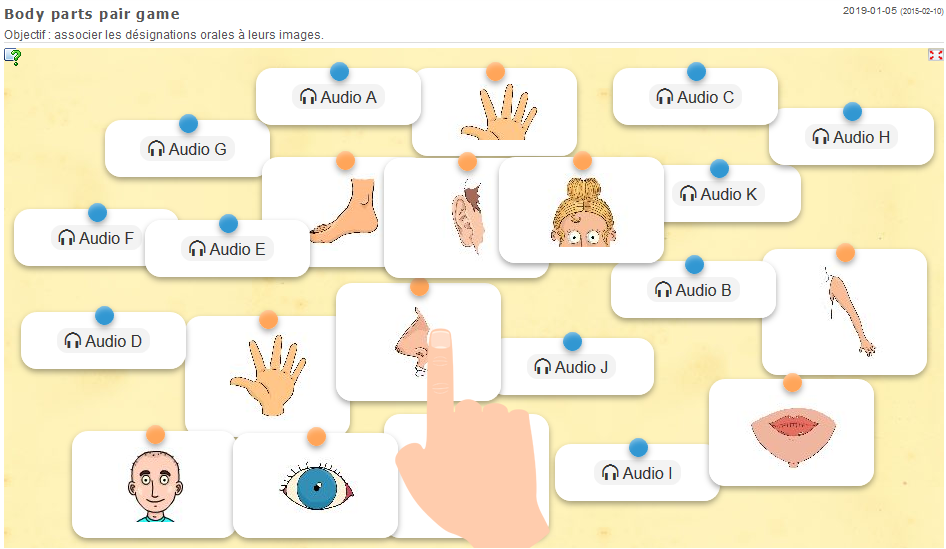 Body parts pair game
2019-01-05 (2015-02-10)
Objectif : associer les désignations orales à leurs images.
Audio A
Audio C
Audio H
Audio G
Audio K
Audio F
Audio E
Audio B
Audio D
Audio J
Audio I